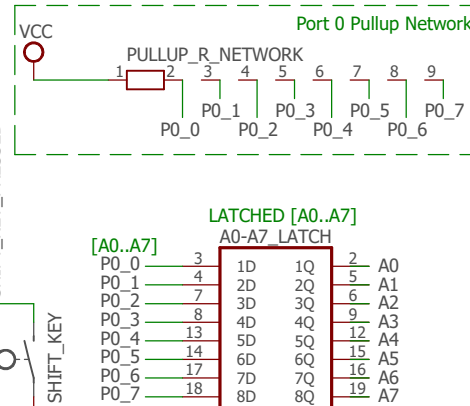 Port 0 Pullup Network
VCC
PULLUP_R_NETWORK
1 2 3 4 5 6 7 8 9
P0_1 P0_3 P0_5 P0_7
P0_0 P0_2 P0_4 P0_6
LATCHED [A0..A7]
[A0..A7] A0-A7_LATCH
P0_0 3 1D 1Q 2 A0
P0_1 4 2D 2Q 5 A1
P0_2 7 3D 3Q 6 A2
P0_3 8 4D 4Q 9 A3
P0_4 13 5D 5Q 12 A4
P0_5 14 6D 6Q 15 A5
P0_6 17 7D 7Q 16 A6
P0_7 18 8D 8Q 19 A7
SHIFT_KEY